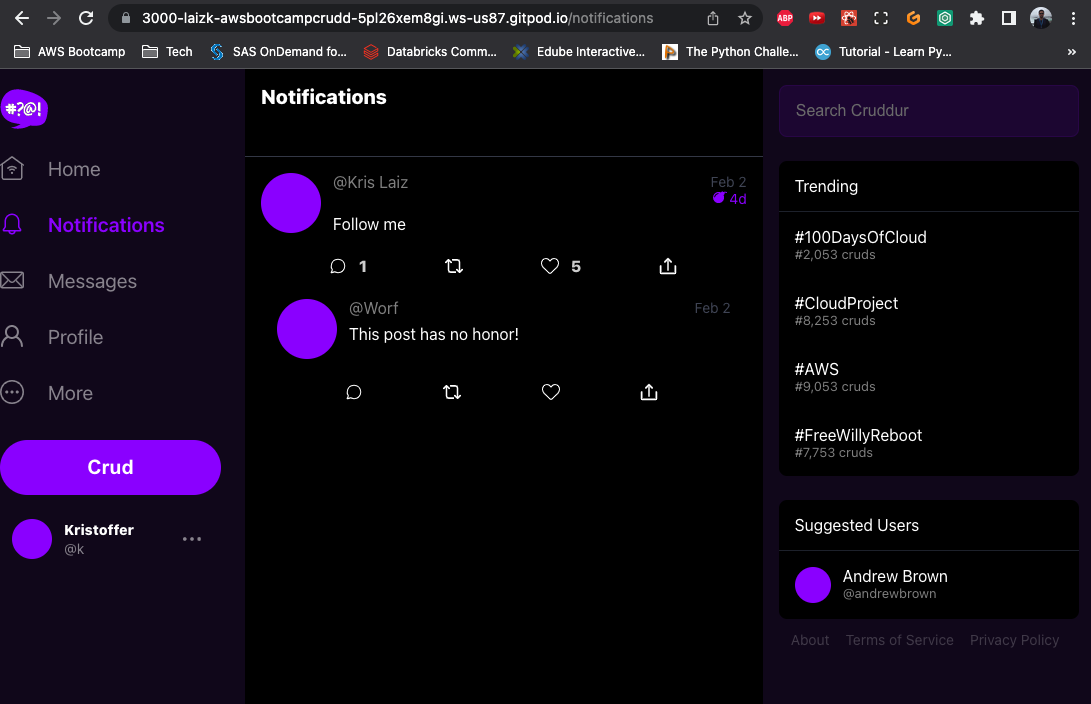 3000-laizk-awsbootcampcrudd-5pl26xem8gi.ws-us87.gitpod.io/notifications
ABP
AWS Bootcamp
Tech
SAS OnDemand fo...
Databricks Comm...
Edube Interactive...
The Python Challe...
Tutorial - Learn Py...
»
#?@!
Home
Notifications
Messages
Profile
More
Crud
Kristoffer
@k
Notifications
@Kris Laiz
Feb 2
4d
Follow me
1
5
@Worf
Feb 2
This post has no honor!
Search Cruddur
Trending
#100DaysOfCloud
#2,053 cruds
#CloudProject
#8,253 cruds
#AWS
#9,053 cruds
#FreeWillyReboot
#7,753 cruds
Suggested Users
Andrew Brown
@andrewbrown
About Terms of Service Privacy Policy